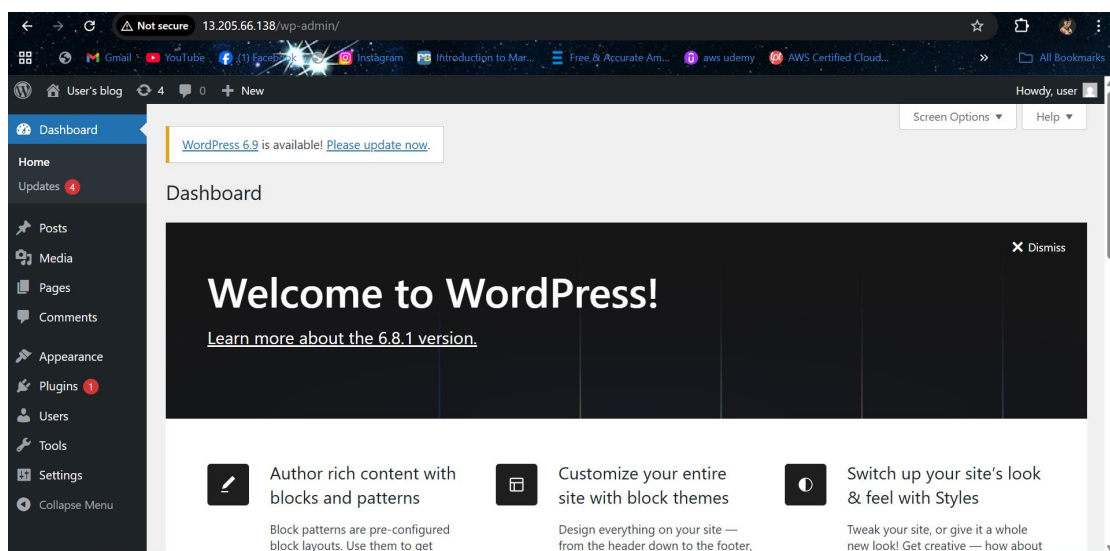 Not secure 13.205.66.138/wp-admin/
Gmail YouTube (1) Facebook Instagram Introduction to Mar... Free & Accurate Am... aws udemy AWS Certified Cloud... » All Bookmarks
User's blog 4 0 + New Howdy, user
Dashboard
Screen Options ▼ Help ▼
WordPress 6.9 is available! Please update now.
Home
Updates 4
Dashboard
Posts
Media
Pages
Comments
Appearance
Plugins 1
Users
Tools
Settings
Collapse Menu
Dismiss
Welcome to WordPress!
Learn more about the 6.8.1 version.
Author rich content with
blocks and patterns
Block patterns are pre-configured
block layouts. Use them to get
Customize your entire
site with block themes
Design everything on your site —
from the header down to the footer,
Switch up your site's look
& feel with Styles
Tweak your site, or give it a whole
new look! Get creative — how about